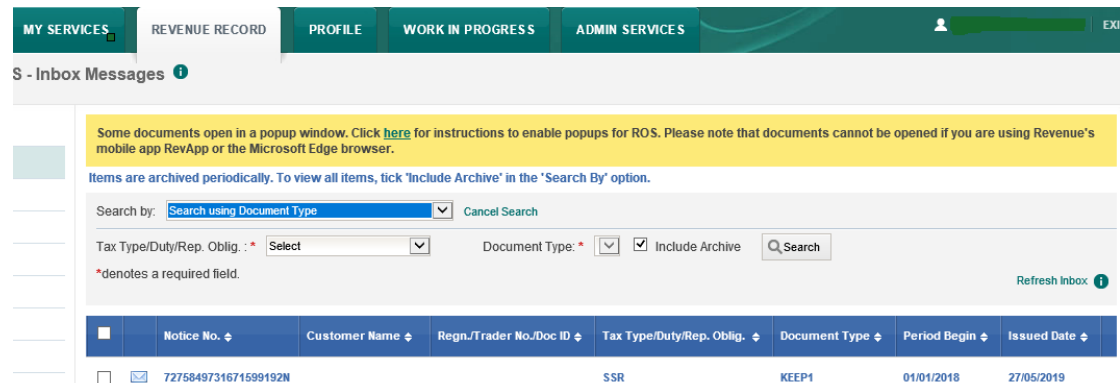 MY SERVICES REVENUE RECORD PROFILE WORK IN PROGRESS ADMIN SERVICES
S - Inbox Messages
Some documents open in a popup window. Click here for instructions to enable popups for ROS. Please note that documents cannot be opened if you are using Revenue's
mobile app RevApp or the Microsoft Edge browser.
Items are archived periodically. To view all items, tick 'Include Archive' in the 'Search By' option.
Search by: Search using Document Type Cancel Search
Tax Type/Duty/Rep. Oblig. : * Select Document Type: * Include Archive Search
*denotes a required field.
Refresh Inbox
Notice No. Customer Name Regn./Trader No./Doc ID Tax Type/Duty/Rep. Oblig. Document Type Period Begin Issued Date
7275849731671599192N SSR KEEP1 01/01/2018 27/05/2019